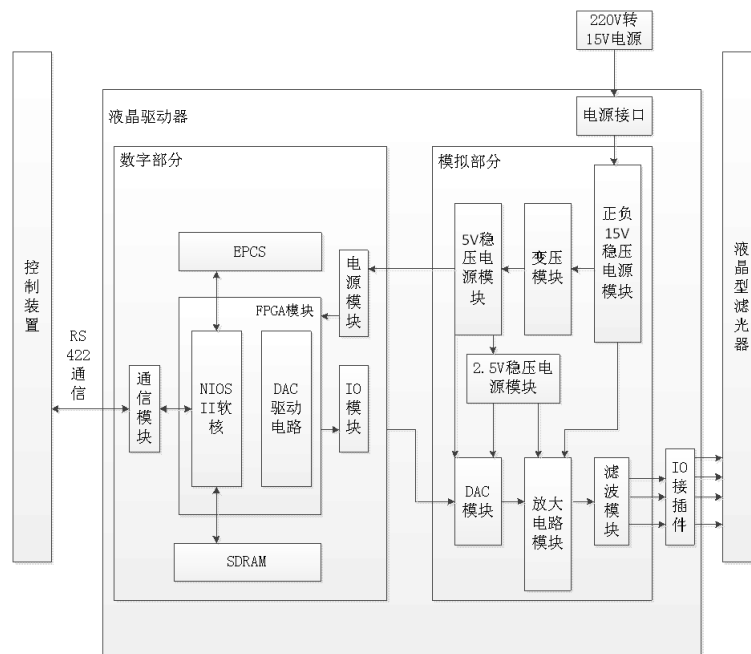 220V转
15V电源
液晶驱动器
电源接口
数字部分
模拟部分
控
制
装
置
RS
422
通
信
通
信
模
块
EPCS
FPGA模块
NIOS
II软
核
DAC
驱动
电路
SDRAM
电
源
模
块
IO
模
块
5V稳
压电
源模
块
变压
模块
正负
15V
稳压
电源
模块
2.5V稳压电
源模块
DAC
模块
放大
电路
模块
滤
波
模
块
IO
接
插
件
液
晶
型
滤
光
器